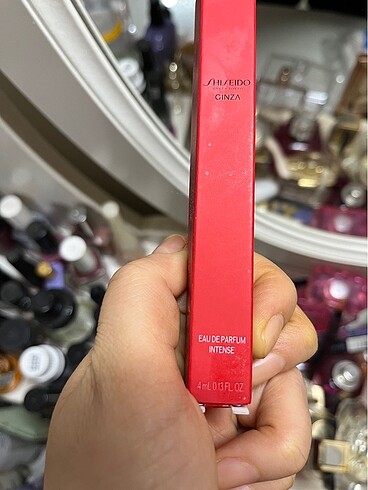 SHISEIDO
GINZA
EAU DE PARFUM
INTENSE
4 mL 0.13 FL. OZ.